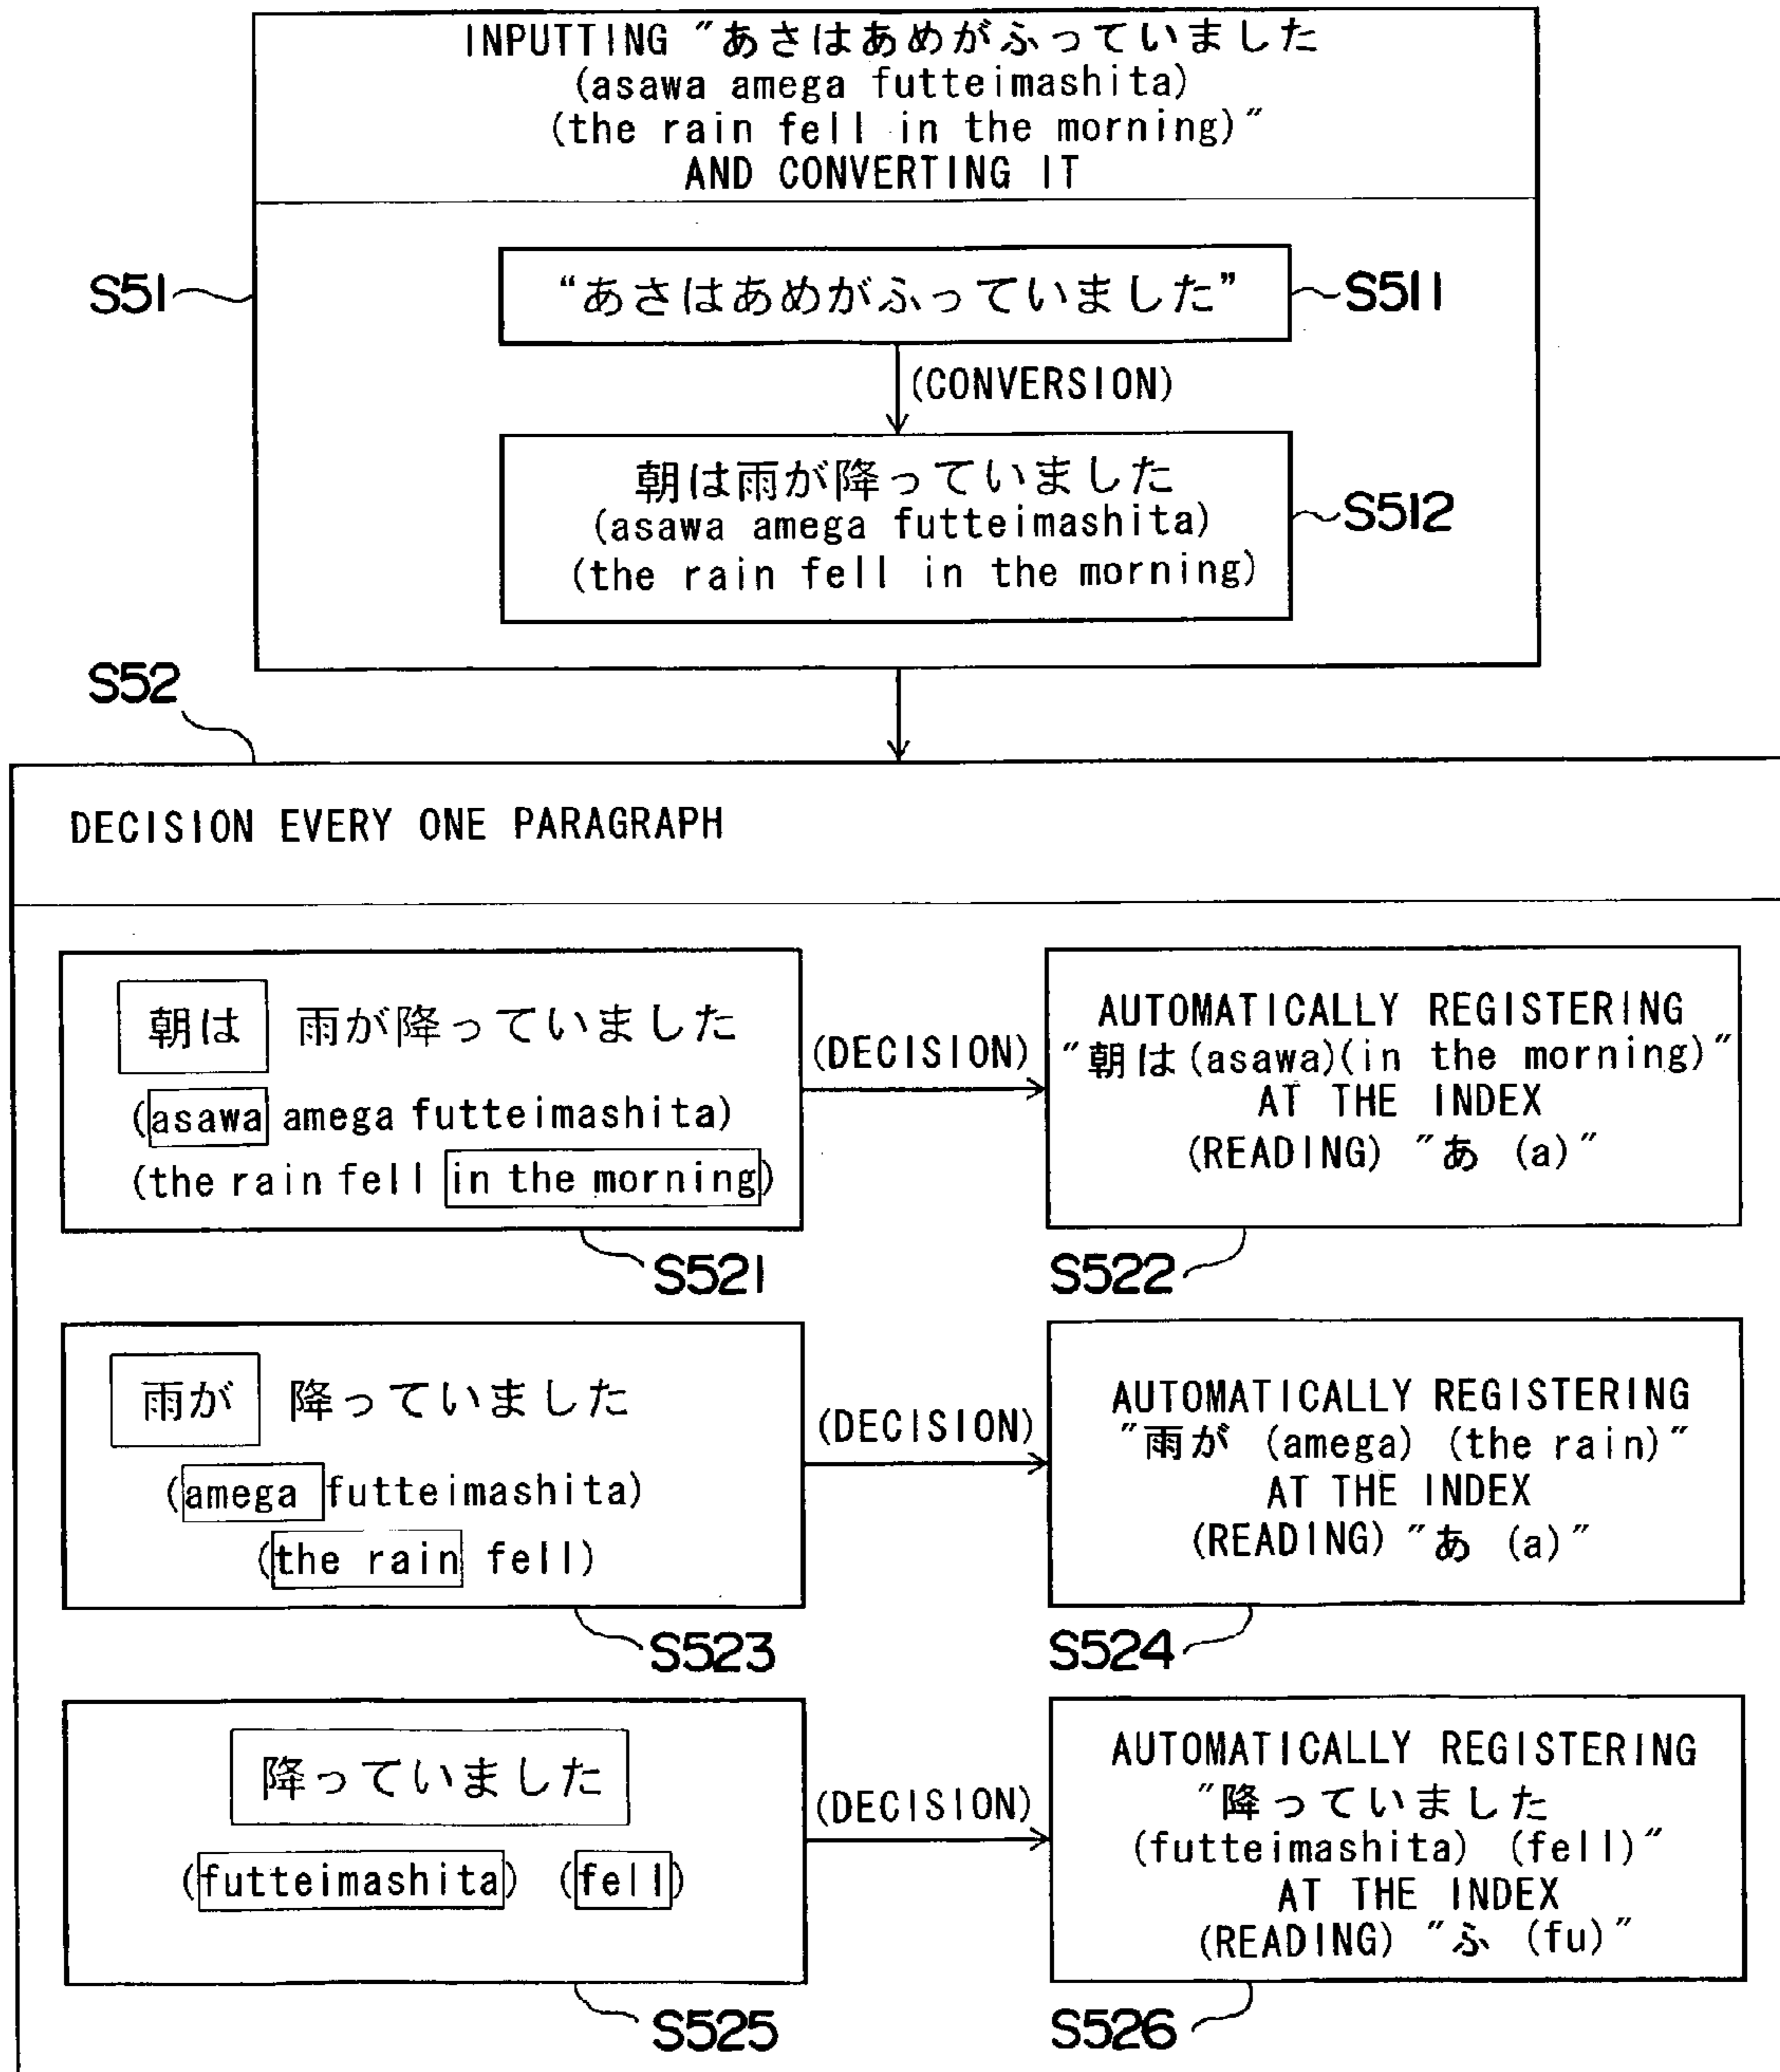 INPUTTING "あさはあめがふっていました
(asawa amega futteimashita)
(the rain fell in the morning)"
AND CONVERTING IT
S51
"あさはあめがふっていました"
S511
(CONVERSION)
朝は雨が降っていました
(asawa amega futteimashita)
(the rain fell in the morning)
S512
S52
DECISION EVERY ONE PARAGRAPH
朝は 雨が降っていました
(asawa amega futteimashita)
(the rain fell in the morning)
S521
(DECISION)
AUTOMATICALLY REGISTERING
"朝は(asawa)(in the morning)"
AT THE INDEX
(READING) "あ (a)"
S522
雨が 降っていました
(amega futteimashita)
(the rain fell)
S523
(DECISION)
AUTOMATICALLY REGISTERING
"雨が (amega) (the rain)"
AT THE INDEX
(READING) "あ (a)"
S524
降っていました
(futteimashita) (fell)
S525
(DECISION)
AUTOMATICALLY REGISTERING
"降っていました
(futteimashita) (fell)"
AT THE INDEX
(READING) "ふ (fu)"
S526